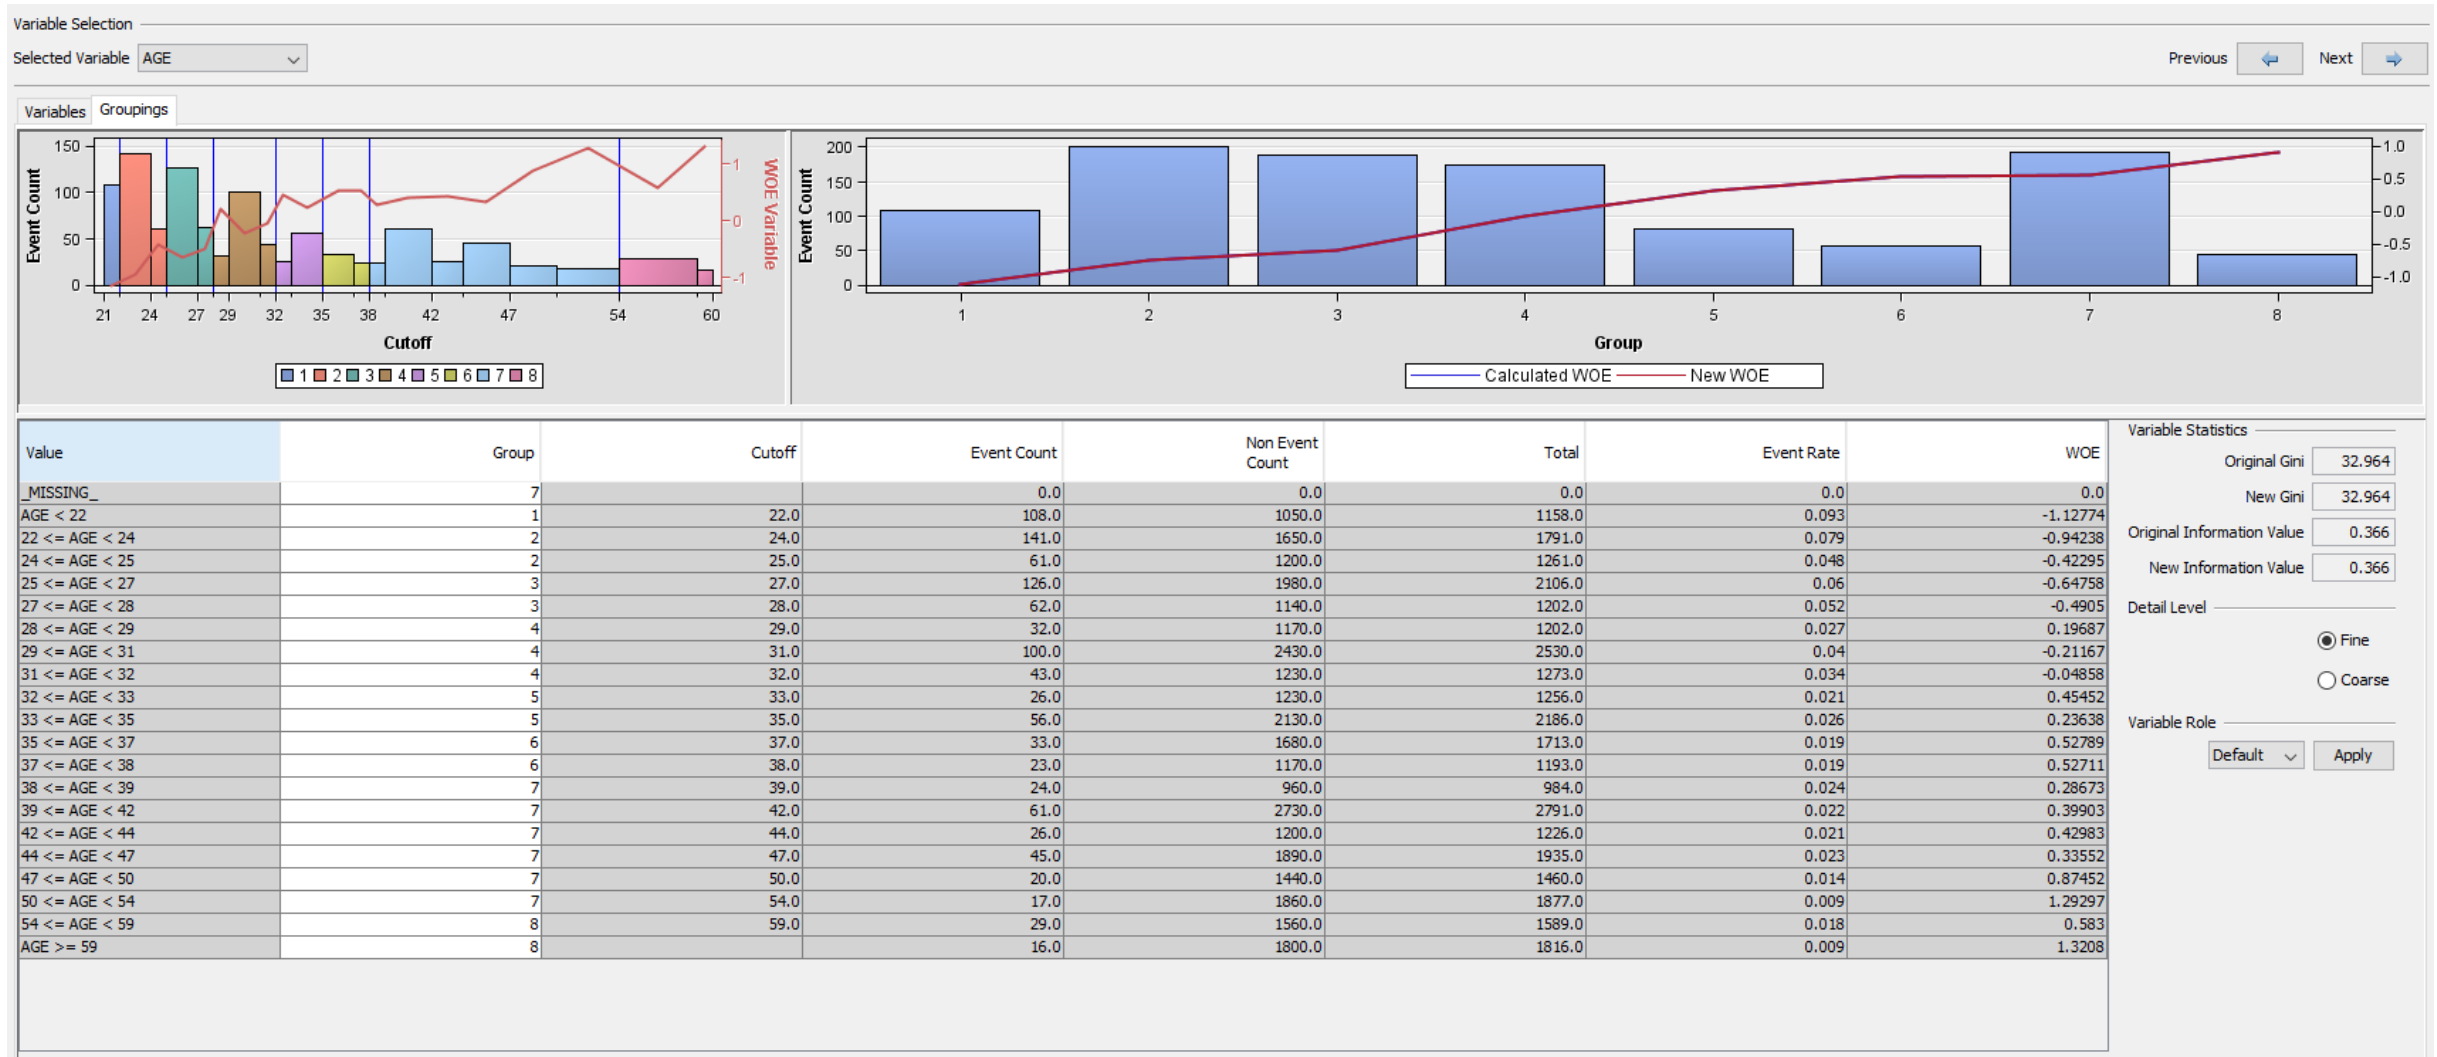 Variable Selection
Selected Variable AGE
Previous Next
Variables Groupings
150
100
50
0
Event Count
1
0
-1
WOE Variable
21 24 27 29 32 35 38 42 47 54 60
Cutoff
1 2 3 4 5 6 7 8
200
150
100
50
0
Event Count
1.0
0.5
0.0
-0.5
-1.0
1 2 3 4 5 6 7 8
Group
Calculated WOE New WOE
Value Group Cutoff Event Count Non Event Count Total Event Rate WOE
_MISSING_ 7 0.0 0.0 0.0 0.0 0.0
AGE < 22 1 22.0 108.0 1050.0 1158.0 0.093 -1.12774
22 <= AGE < 24 2 24.0 141.0 1650.0 1791.0 0.079 -0.94238
24 <= AGE < 25 2 25.0 61.0 1200.0 1261.0 0.048 -0.42295
25 <= AGE < 27 3 27.0 126.0 1980.0 2106.0 0.06 -0.64758
27 <= AGE < 28 3 28.0 62.0 1140.0 1202.0 0.052 -0.4905
28 <= AGE < 29 4 29.0 32.0 1170.0 1202.0 0.027 0.19687
29 <= AGE < 31 4 31.0 100.0 2430.0 2530.0 0.04 -0.21167
31 <= AGE < 32 4 32.0 43.0 1230.0 1273.0 0.034 -0.04858
32 <= AGE < 33 5 33.0 26.0 1230.0 1256.0 0.021 0.45452
33 <= AGE < 35 5 35.0 56.0 2130.0 2186.0 0.026 0.23638
35 <= AGE < 37 6 37.0 33.0 1680.0 1713.0 0.019 0.52789
37 <= AGE < 38 6 38.0 23.0 1170.0 1193.0 0.019 0.52711
38 <= AGE < 39 7 39.0 24.0 960.0 984.0 0.024 0.28673
39 <= AGE < 42 7 42.0 61.0 2730.0 2791.0 0.022 0.39903
42 <= AGE < 44 7 44.0 26.0 1200.0 1226.0 0.021 0.42983
44 <= AGE < 47 7 47.0 45.0 1890.0 1935.0 0.023 0.33552
47 <= AGE < 50 7 50.0 20.0 1440.0 1460.0 0.014 0.87452
50 <= AGE < 54 7 54.0 17.0 1860.0 1877.0 0.009 1.29297
54 <= AGE < 59 8 59.0 29.0 1560.0 1589.0 0.018 0.583
AGE >= 59 8 16.0 1800.0 1816.0 0.009 1.3208
Variable Statistics
Original Gini 32.964
New Gini 32.964
Original Information Value 0.366
New Information Value 0.366
Detail Level
Fine
Coarse
Variable Role
Default Apply